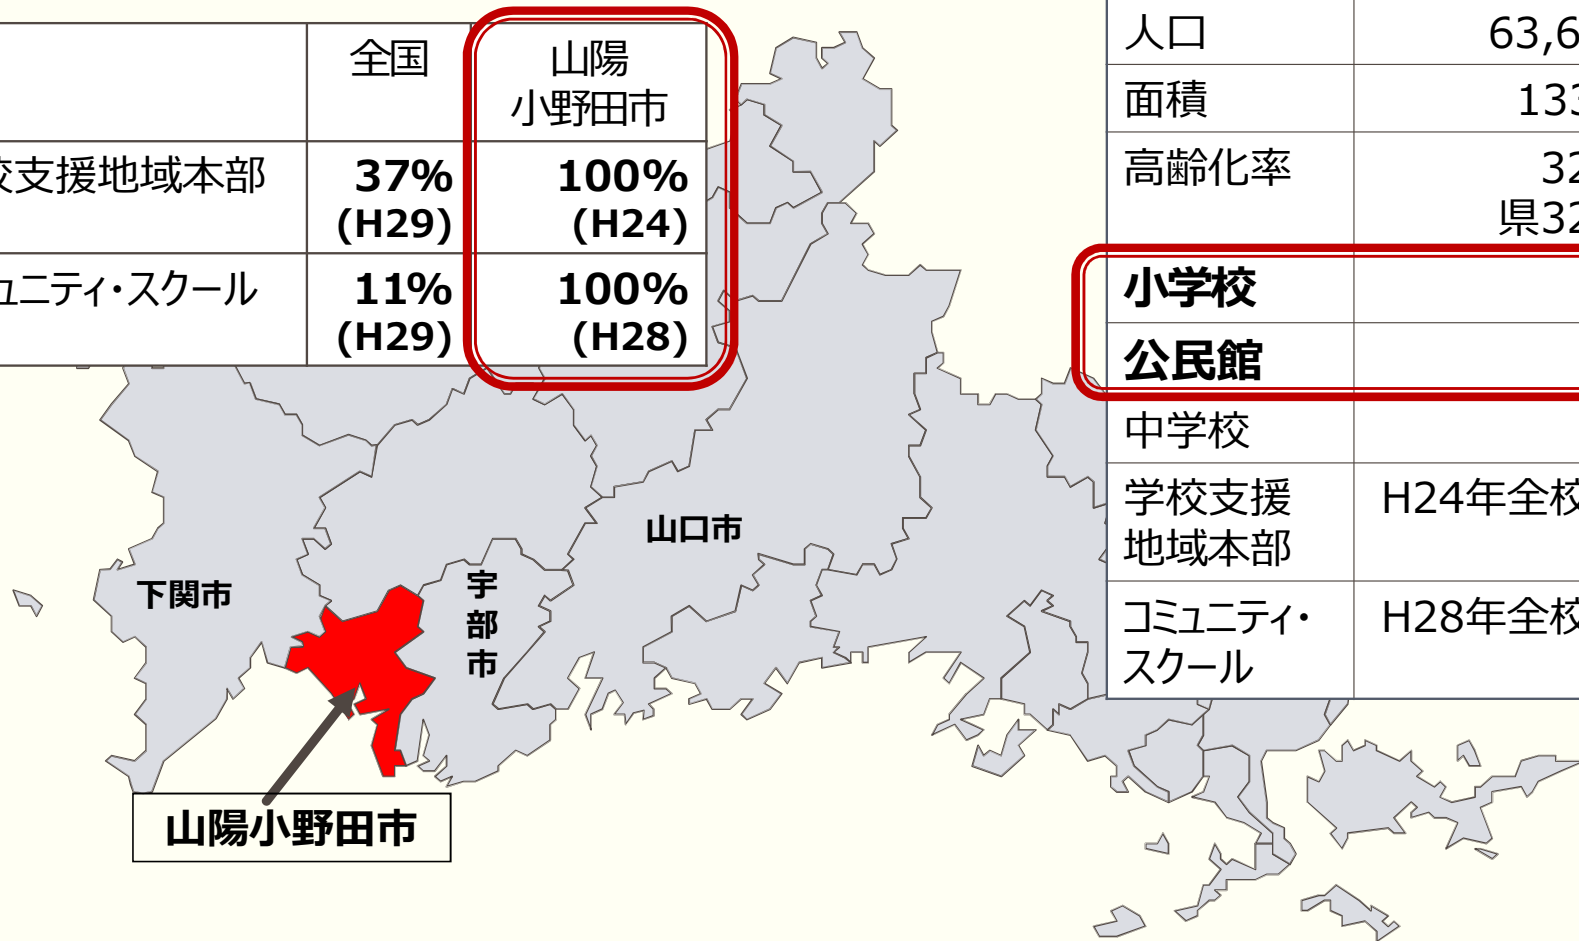 全国
山陽
小野田市
校支援地域本部
37%
(H29)
100%
(H24)
ュニティ・スクール
11%
(H29)
100%
(H28)
人口
63,6
面積
133
高齢化率
32
県32
小学校
公民館
中学校
学校支援
地域本部
H24年全校
コミュニティ・
スクール
H28年全校
山口市
下関市
宇
部
市
山陽小野田市